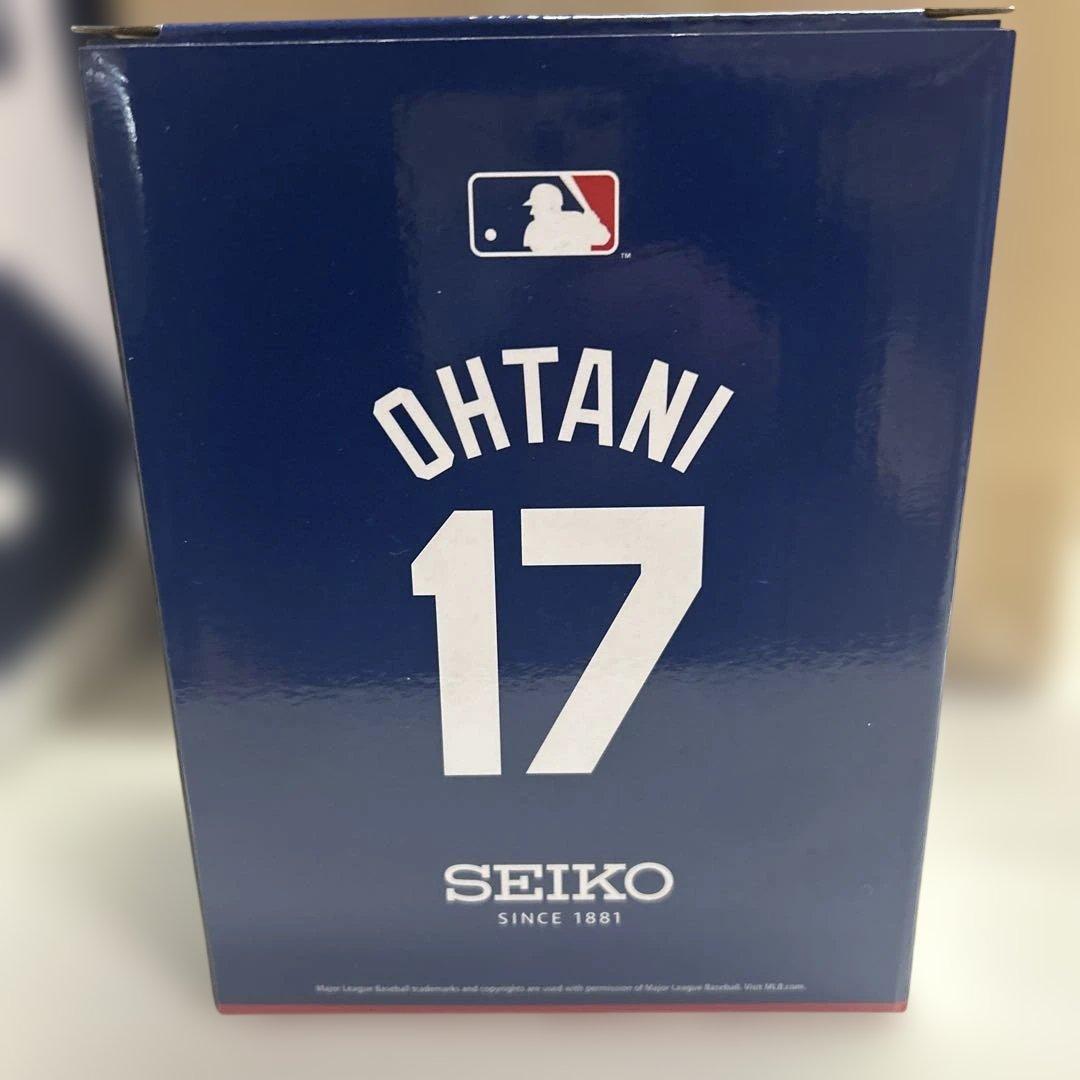 TM
OHTANI
17
SEIKO
SINCE 1881
Major League Baseball trademarks and copyrights are used with permission of Major League Baseball. Visit MLB.com.